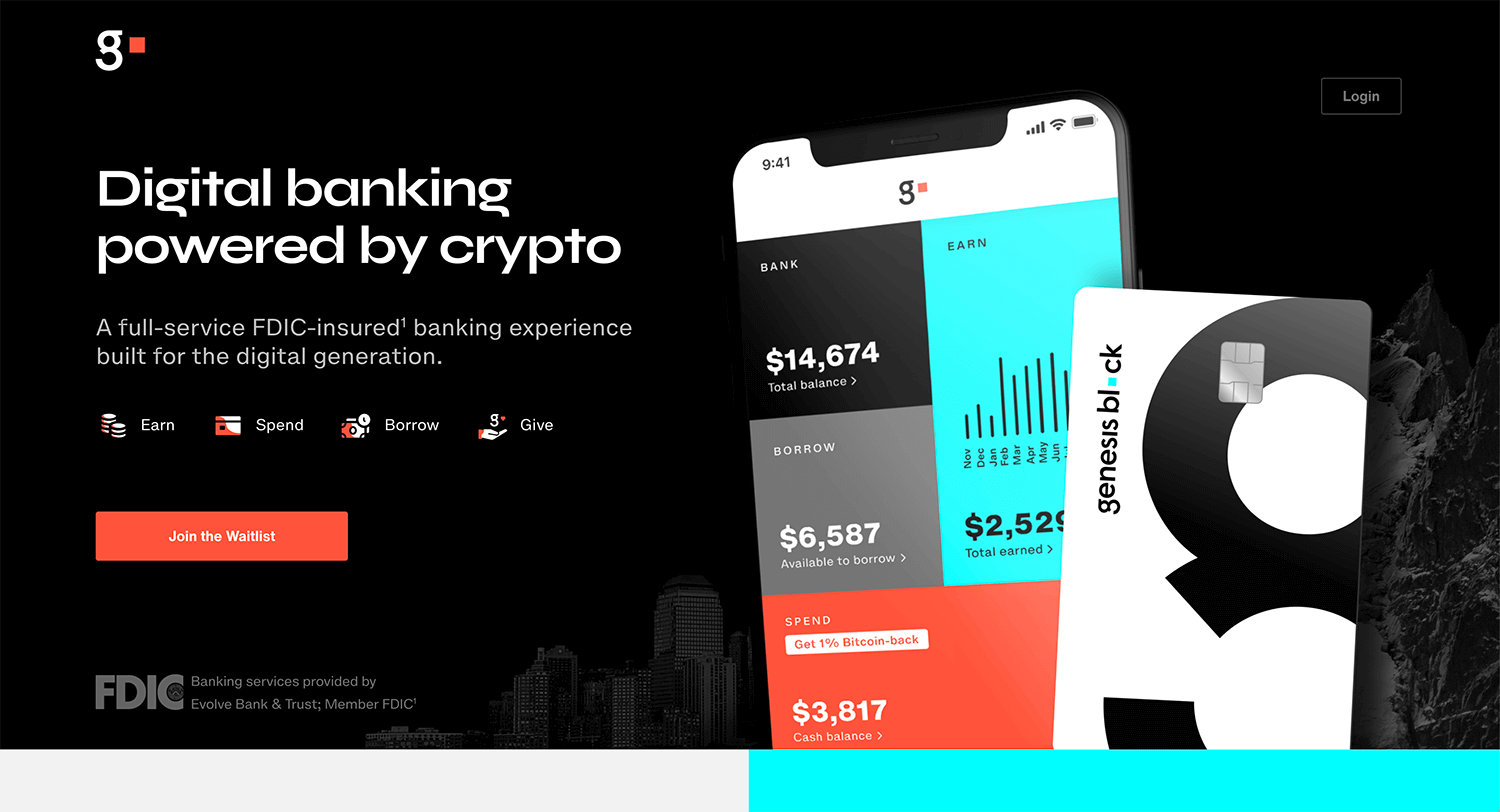 g
Login
Digital banking
powered by crypto
A full-service FDIC-insured¹ banking experience
built for the digital generation.
Earn
Spend
g
Borrow
Give
Join the Waitlist
FDIC
Banking services provided by
Evolve Bank & Trust; Member FDIC¹
9:41
g
BANK
$14,674
Total balance >
EARN
Nov
Dec
Jan
Feb
Mar
Apr
May
Jun
$2,529
Total earned >
BORROW
$6,587
Available to borrow >
SPEND
Get 1% Bitcoin-back
$3,817
Cash balance >
genesis bl■ck
g